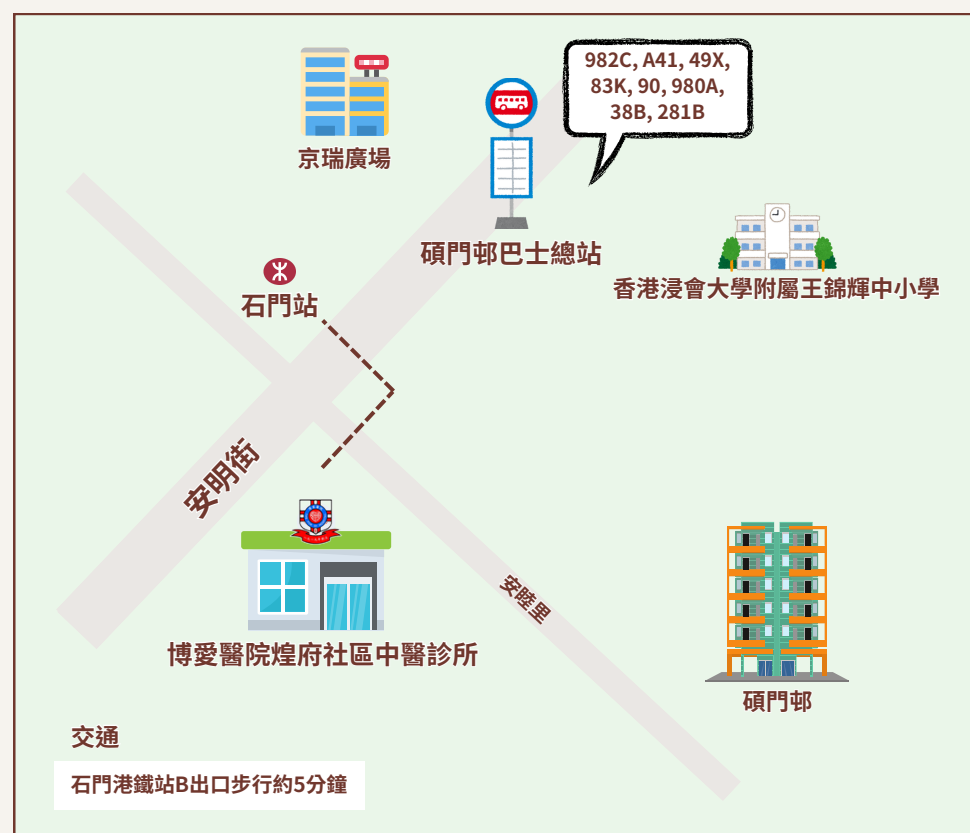 982C, A41, 49X,
83K, 90, 980A,
38B, 281B
京瑞廣場
碩門邨巴士總站
香港浸會大學附屬王錦輝中小學
石門站
安明街
安睦里
博愛醫院煌府社區中醫診所
碩門邨
交通
石門港鐵站B出口步行約5分鐘